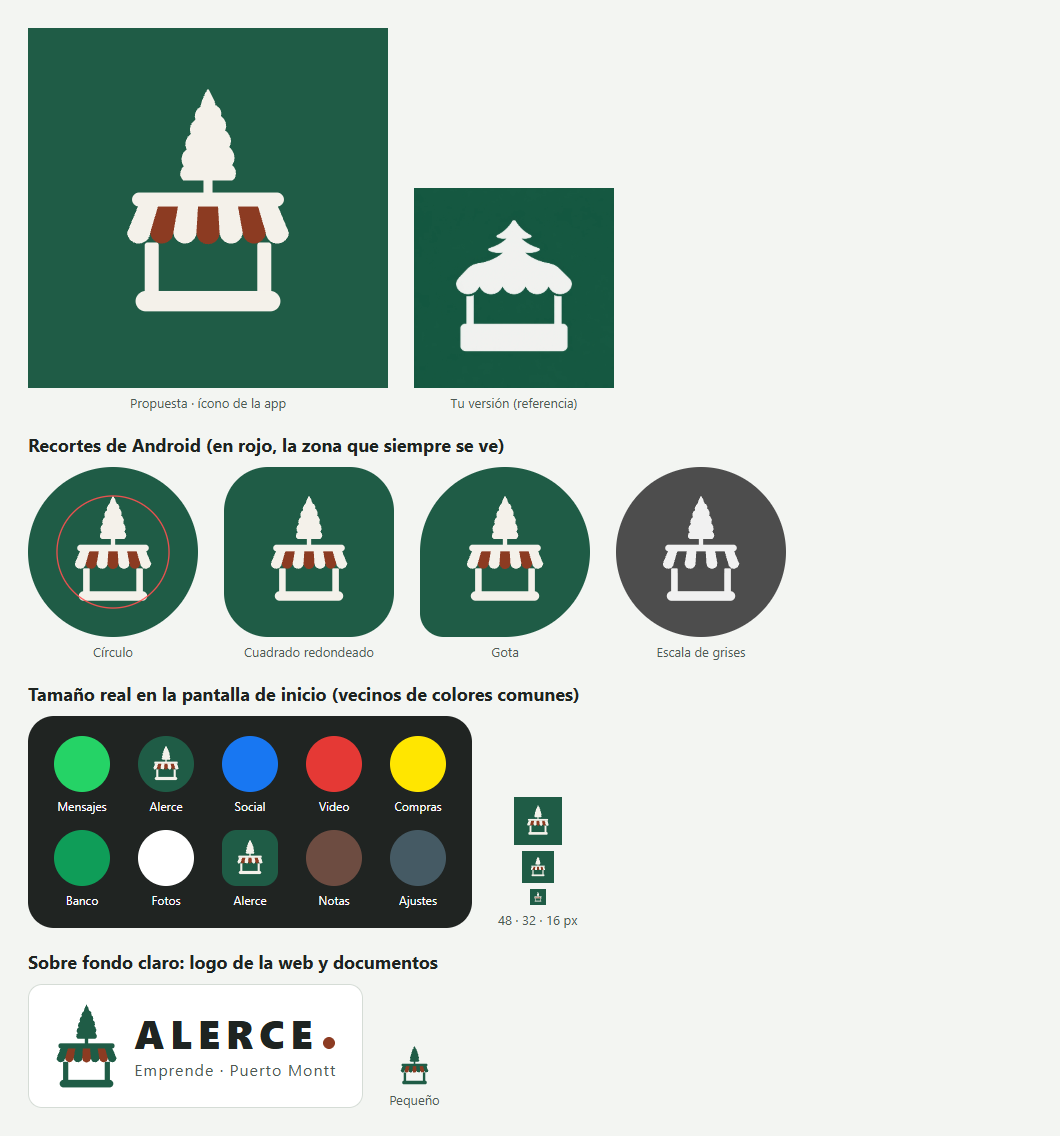 Propuesta · ícono de la app
Tu versión (referencia)
Recortes de Android (en rojo, la zona que siempre se ve)
Círculo
Cuadrado redondeado
Gota
Escala de grises
Tamaño real en la pantalla de inicio (vecinos de colores comunes)
Mensajes
Alerce
Social
Video
Compras
Banco
Fotos
Alerce
Notas
Ajustes
48 · 32 · 16 px
Sobre fondo claro: logo de la web y documentos
ALERCE.
Emprende · Puerto Montt
Pequeño